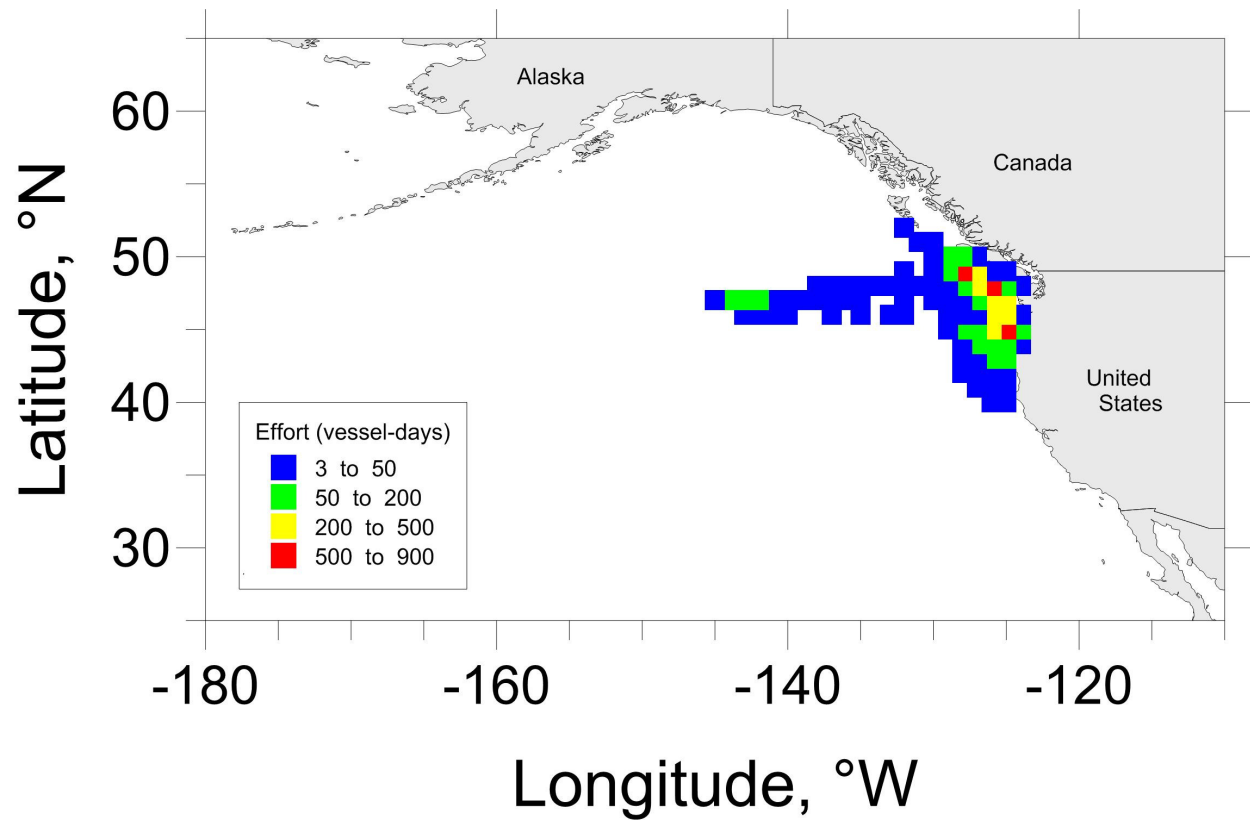 Alaska
Canada
United
States
Latitude, °N
60
50
40
30
Effort (vessel-days)
3 to 50
50 to 200
200 to 500
500 to 900
-180
-160
-140
-120
Longitude, °W